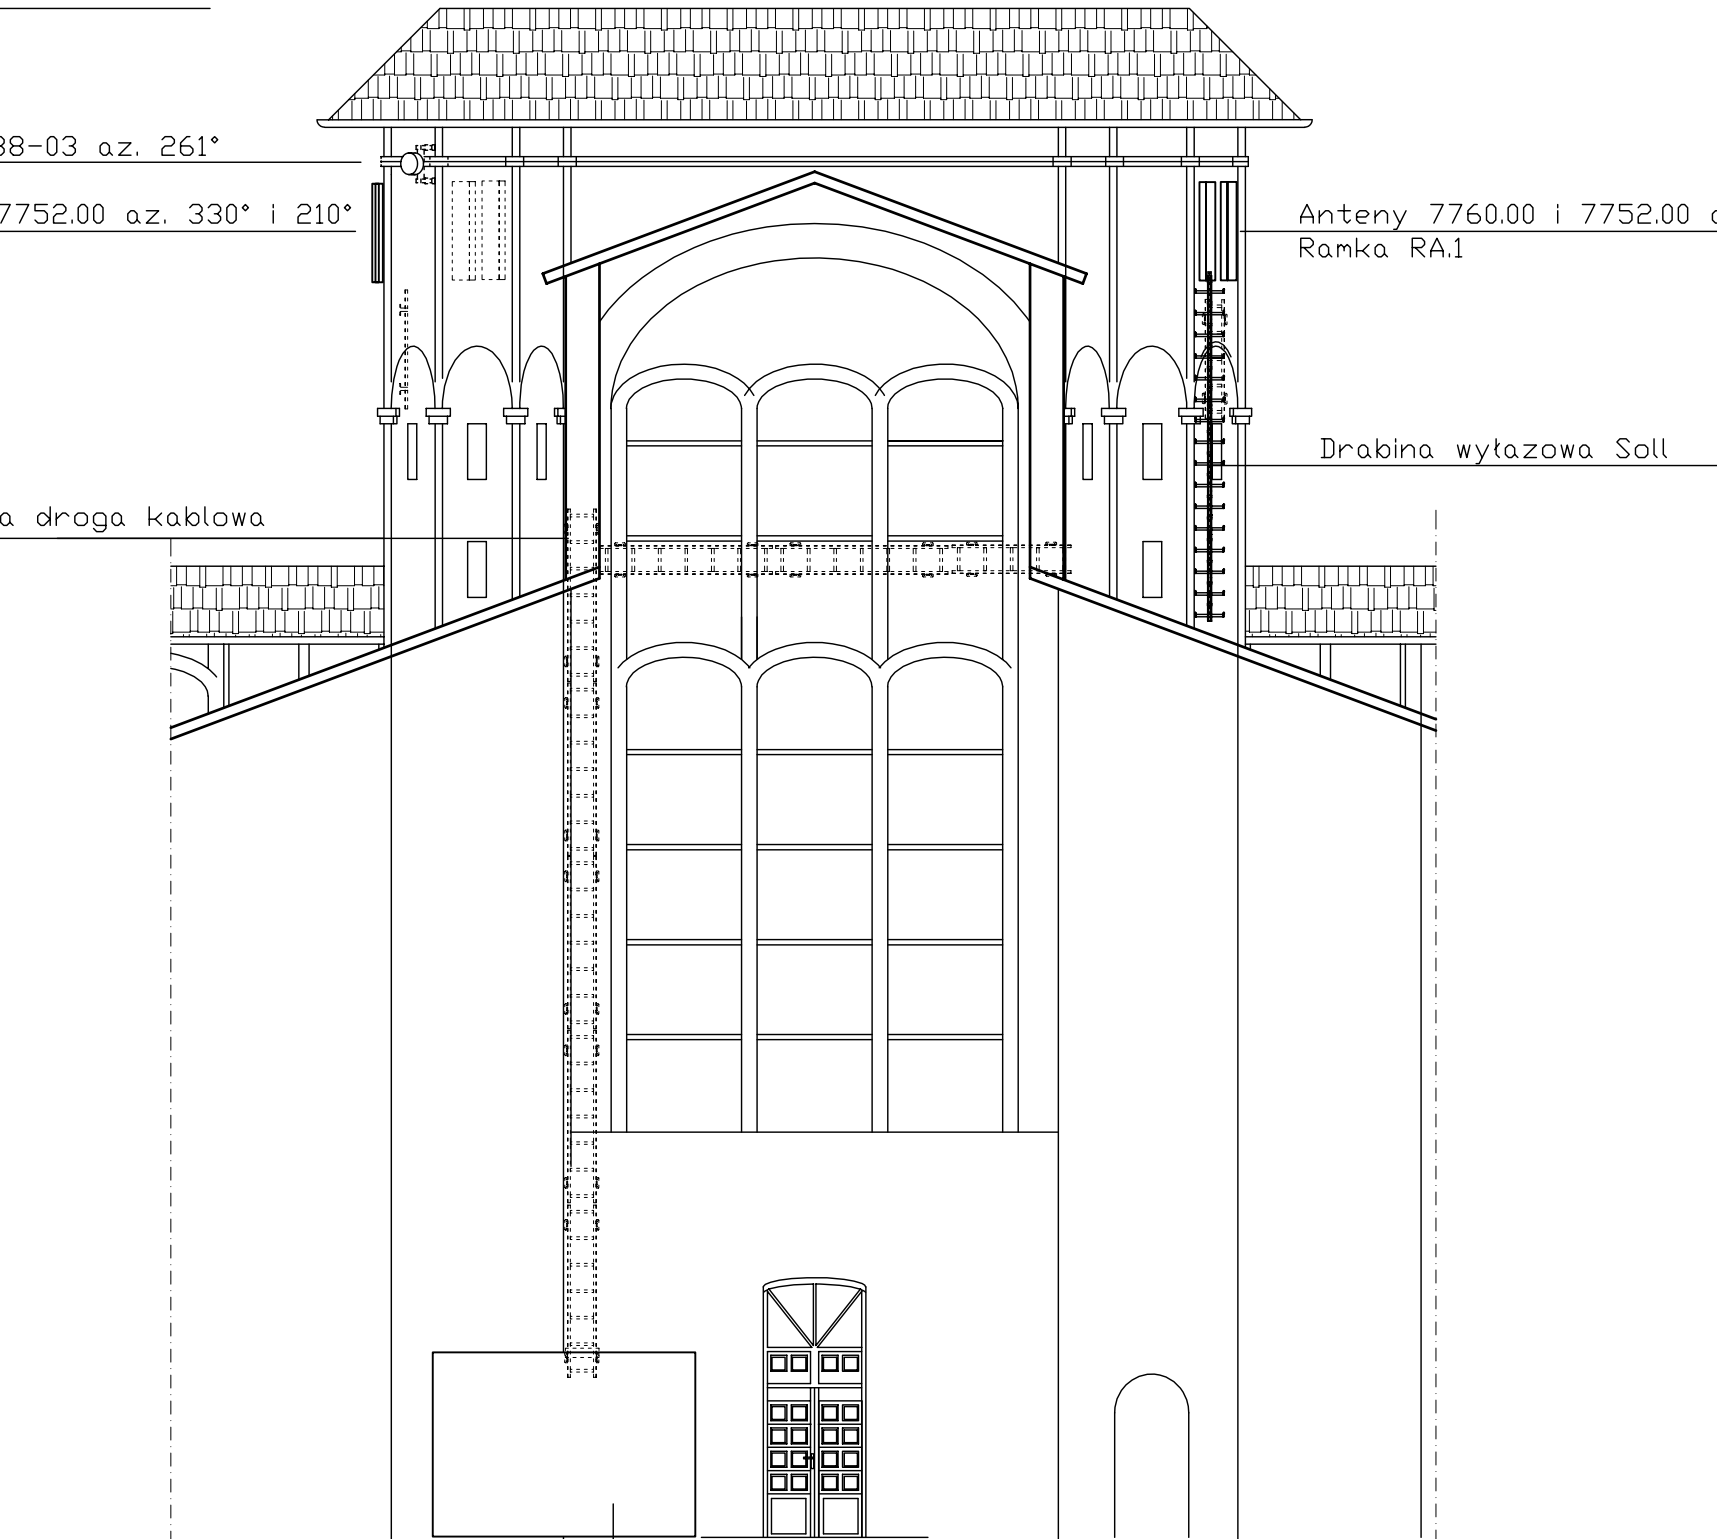 38-03 az. 261°
7752.00 az. 330° i 210°
Anteny 7760.00 i 7752.00
Ramka RA.1
Drabina wyłazowa Soll
a droga kablowa